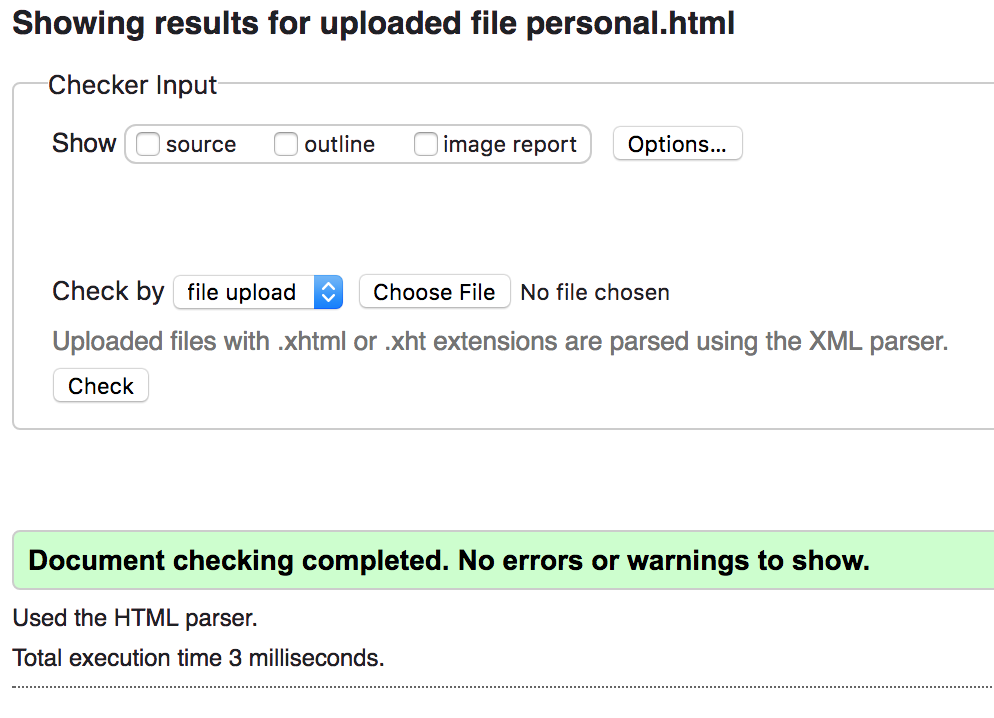 Showing results for uploaded file personal.html
Checker Input
Show source outline image report Options...
Check by file upload Choose File No file chosen
Uploaded files with .xhtml or .xht extensions are parsed using the XML parser.
Check
Document checking completed. No errors or warnings to show.
Used the HTML parser.
Total execution time 3 milliseconds.